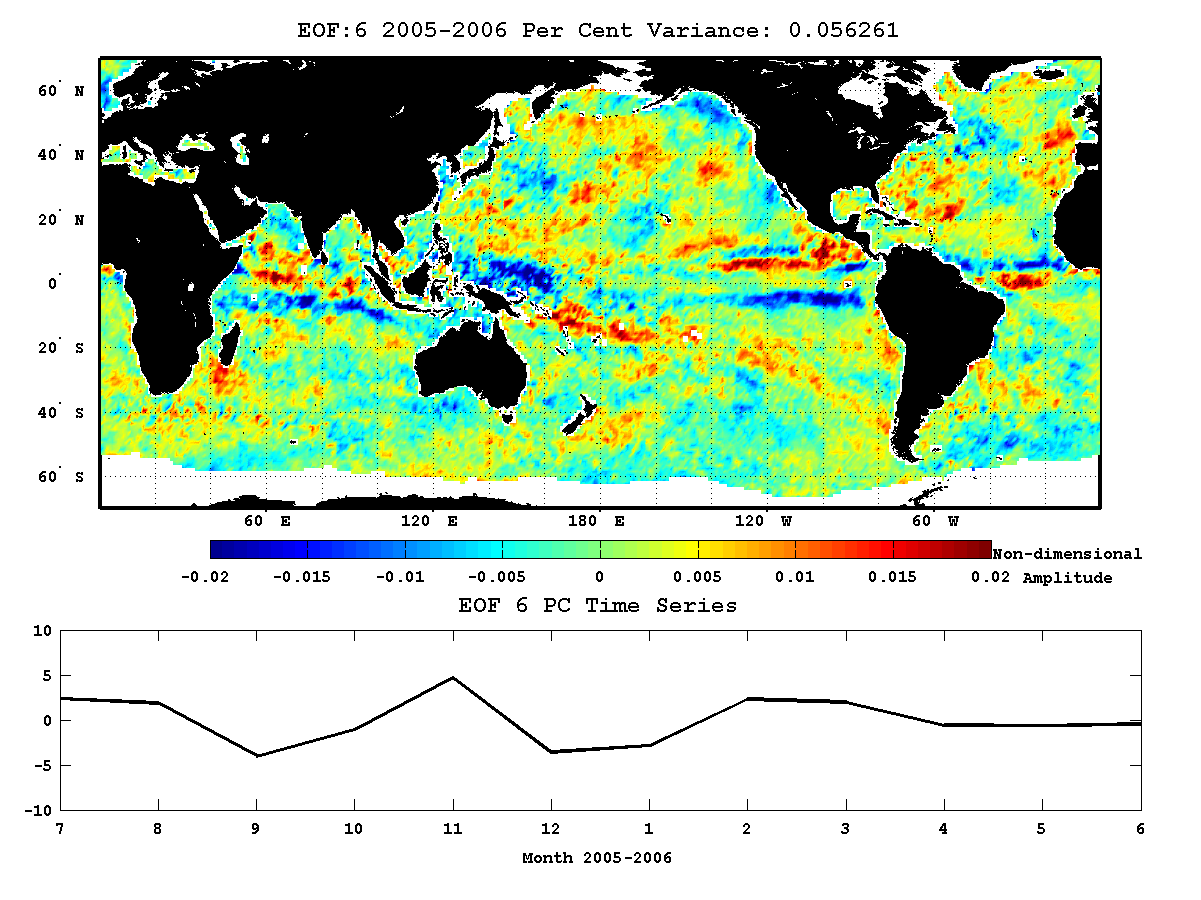 EOF:6 2005-2006 Per Cent Variance: 0.056261
60° N
40° N
20° N
0°
20° S
40° S
60° S
60 E 120 E 180 E 120 W 60 W
Non-dimensional
-0.02 -0.015 -0.01 -0.005 0 0.005 0.01 0.015 0.02 Amplitude
EOF 6 PC Time Series
10
5
0
-5
-10
7 8 9 10 11 12 1 2 3 4 5 6
Month 2005-2006